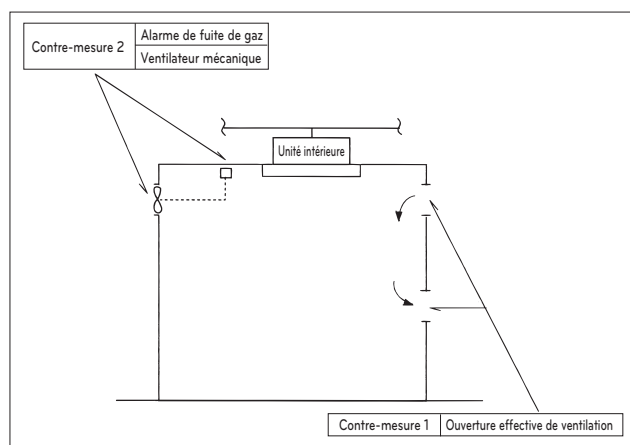 Contre-mesure 2
Alarme de fuite de gaz
Ventilateur mécanique
Unité intérieure
Contre-mesure 1
Ouverture effective de ventilation